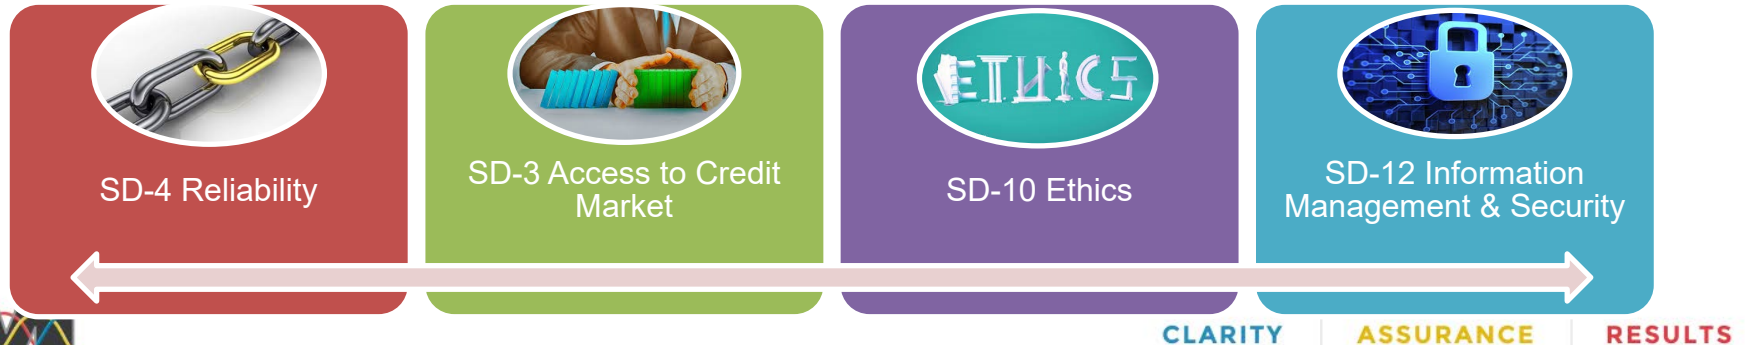 ETHICS
SD-4 Reliability
SD-3 Access to Credit
Market
SD-10 Ethics
SD-12 Information
Management & Security
CLARITY
ASSURANCE
RESULTS